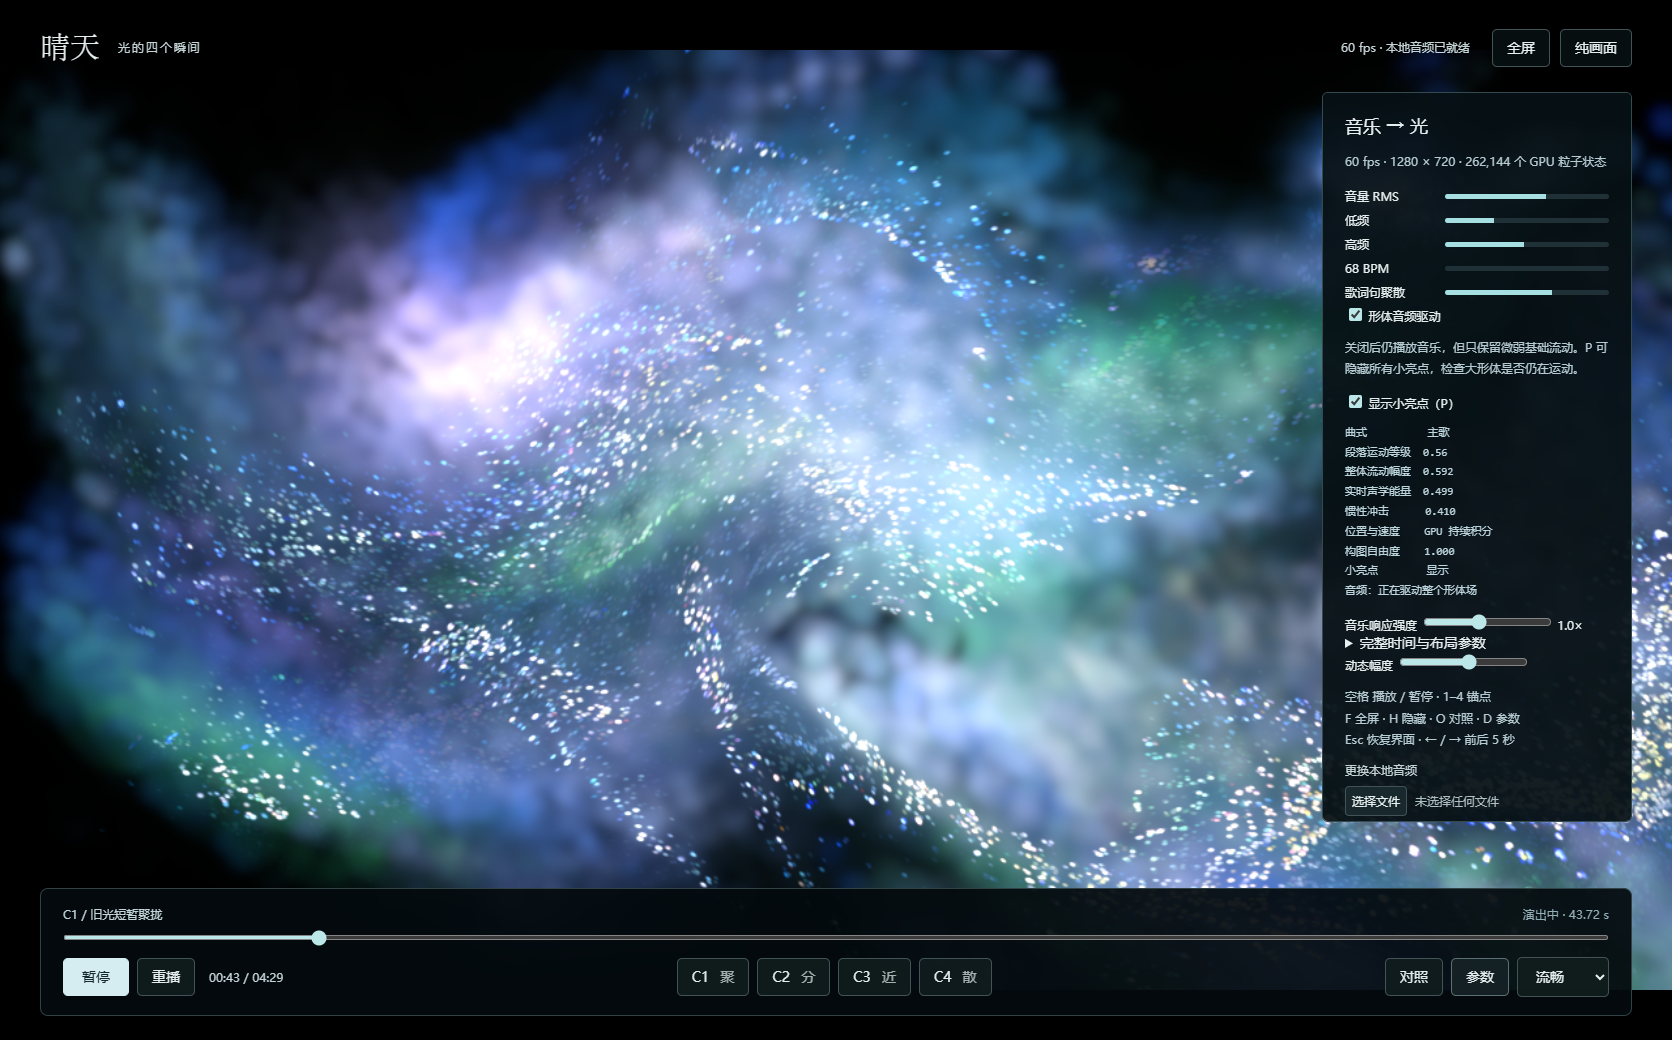 晴天 光的四个瞬间
60 fps · 本地音频已就绪 全屏 纯画面
音乐 → 光
60 fps · 1280 × 720 · 262,144 个 GPU 粒子状态
音量 RMS
低频
高频
68 BPM
歌词句聚散
形体音频驱动
关闭后仍播放音乐，但只保留微弱基础流动。P 可
隐藏所有小亮点，检查大形体是否仍在运动。
显示小亮点（P）
曲式 主歌
段落运动等级 0.56
整体流动幅度 0.592
实时声学能量 0.499
惯性冲击 0.410
位置与速度 GPU 持续积分
构图自由度 1.000
小亮点 显示
音频：正在驱动整个形体场
音乐响应强度 1.0×
▶ 完整时间与布局参数
动态幅度
空格 播放 / 暂停 · 1–4 锚点
F 全屏 · H 隐藏 · O 对照 · D 参数
Esc 恢复界面 · ← / → 前后 5 秒
更换本地音频
选择文件 未选择任何文件
C1 / 旧光短暂聚拢 演出中 · 43.72 s
暂停 重播 00:43 / 04:29 C1 聚 C2 分 C3 近 C4 散 对照 参数 流畅